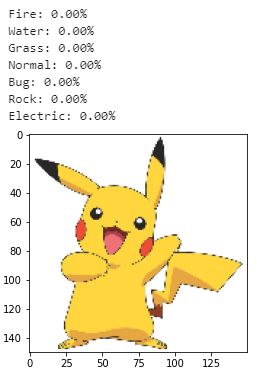 Fire: 0.00%
Water: 0.00%
Grass: 0.00%
Normal: 0.00%
Bug: 0.00%
Rock: 0.00%
Electric: 0.00%
0
20
40
60
80
100
120
140
0 25 50 75 100 125